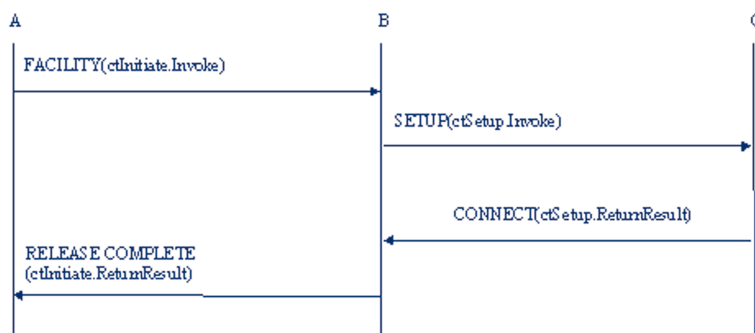 A B C
FACILITY(ctInitiate.Invoke)
SETUP(ctSetup.Invoke)
CONNECT(ctSetup.ReturnResult)
RELEASE COMPLETE
(ctInitiate.ReturnResult)